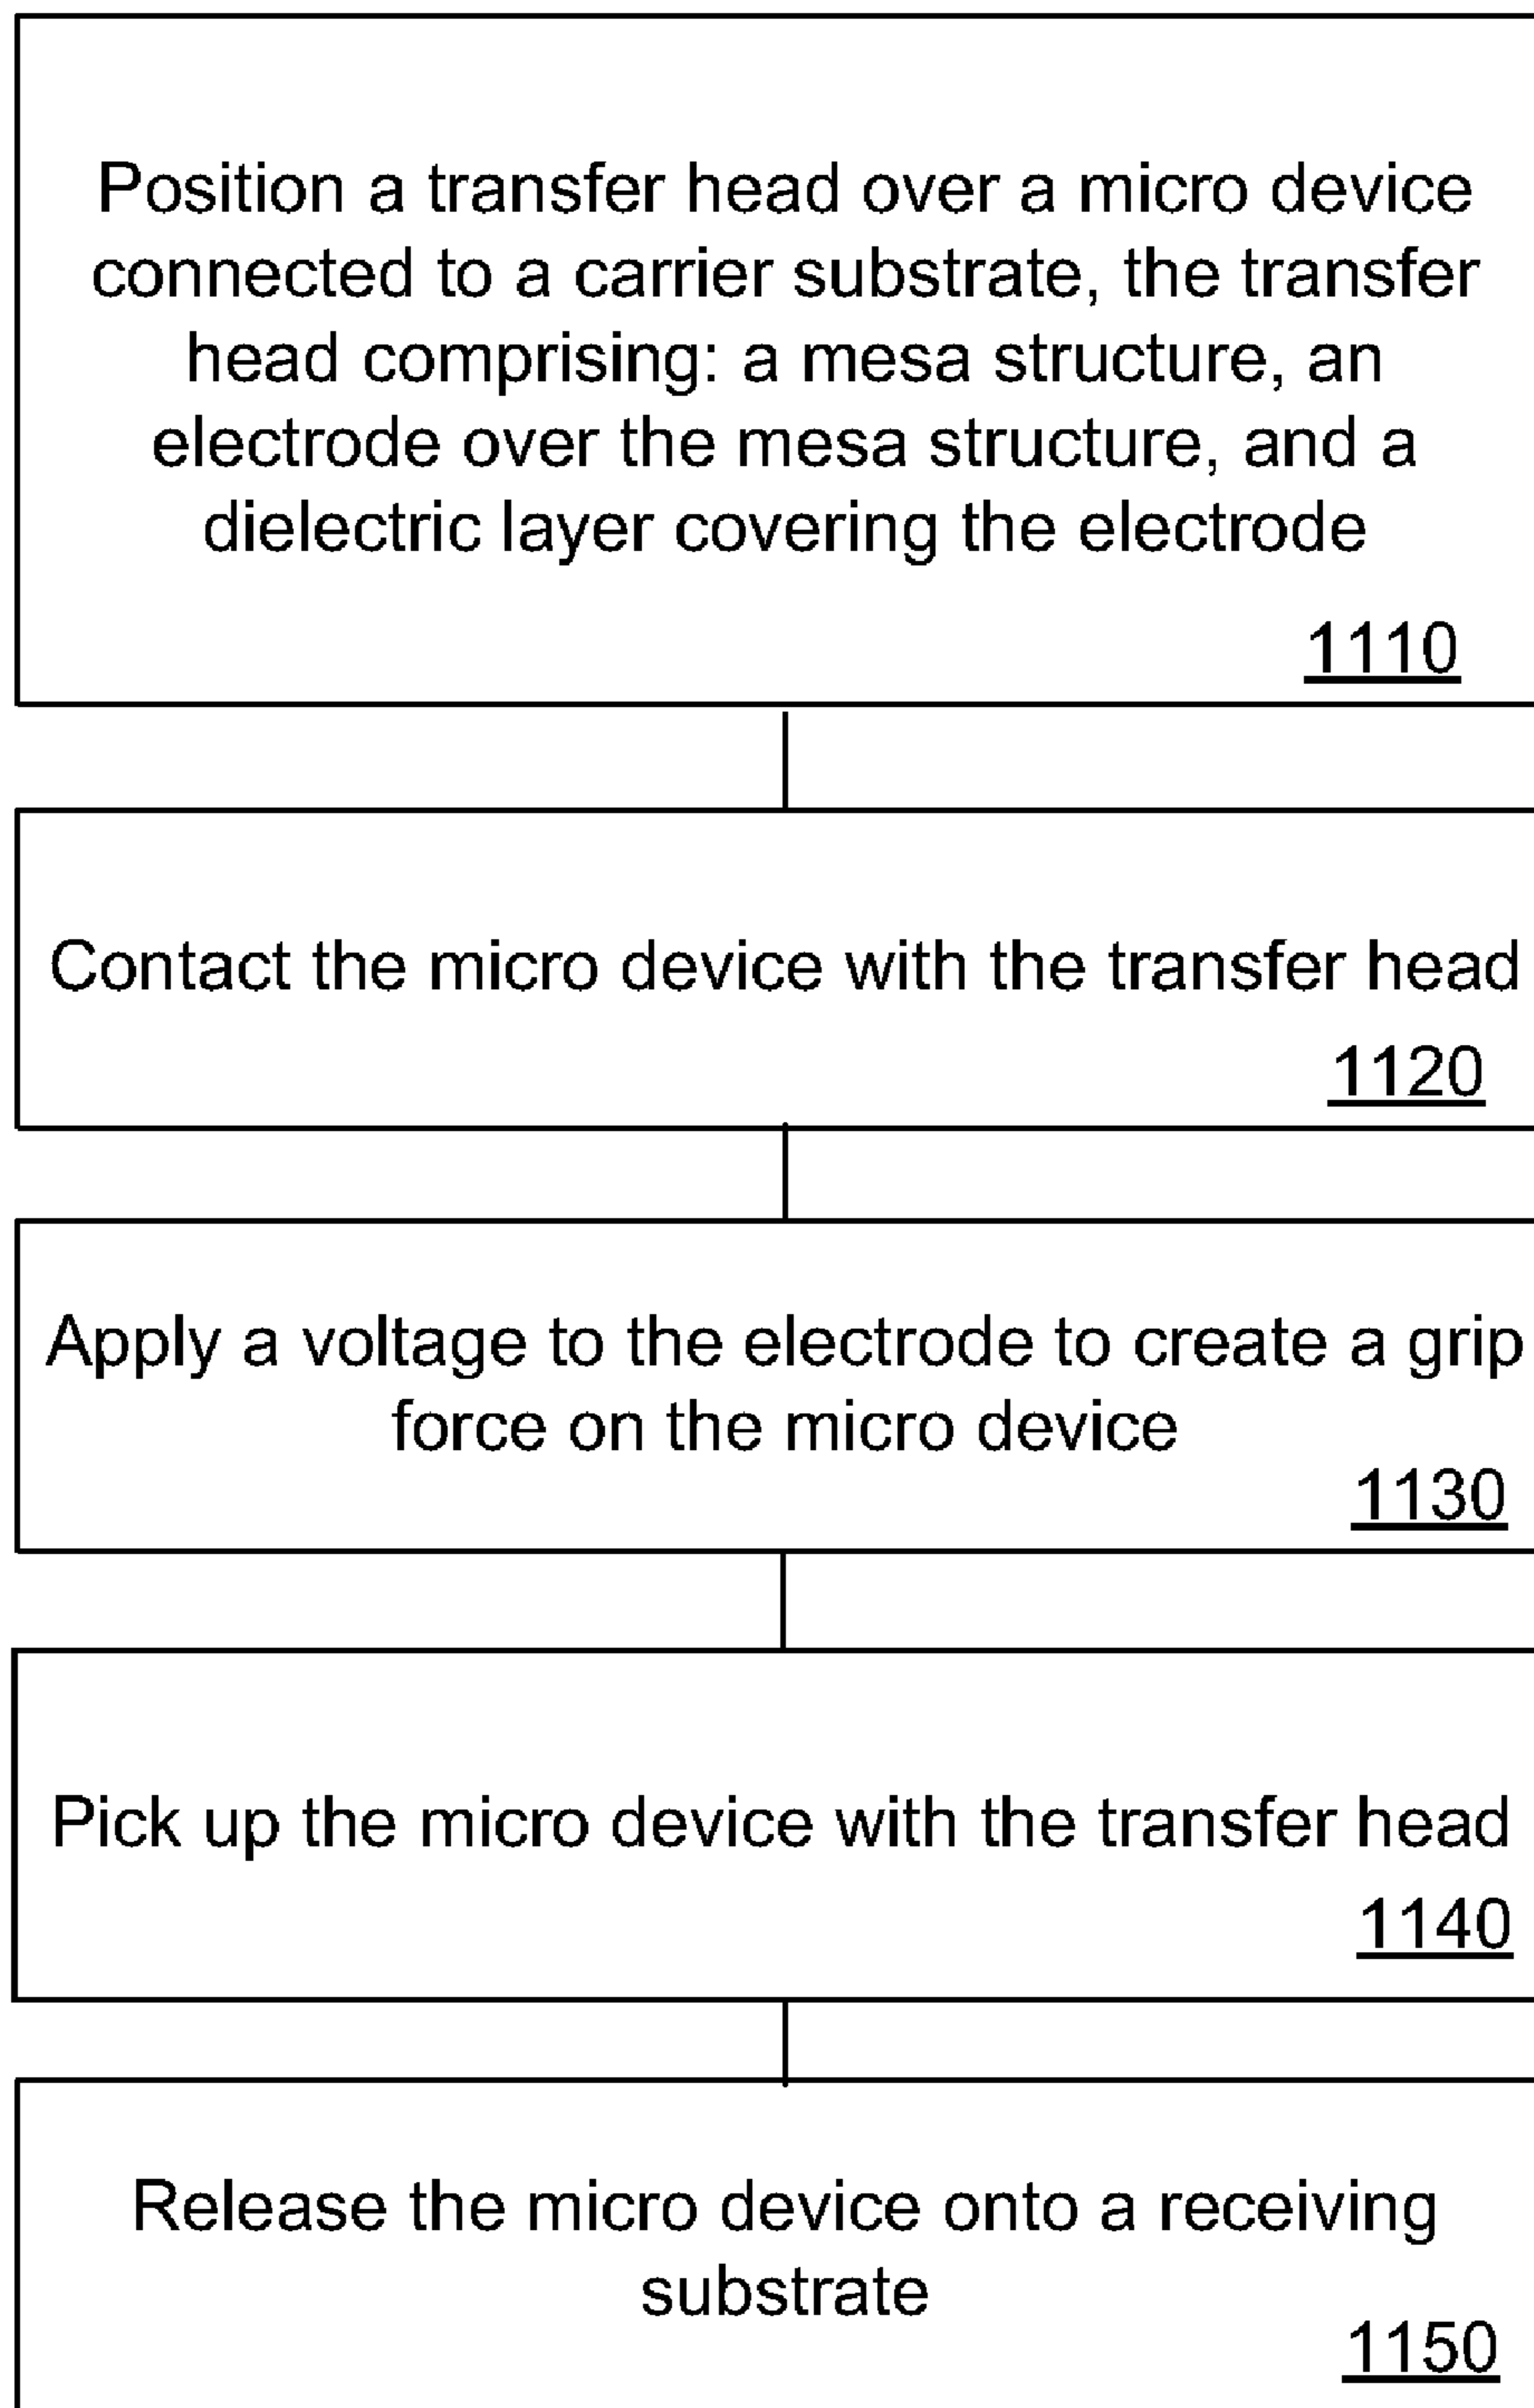 Position a transfer head over a micro device
connected to a carrier substrate, the transfer
head comprising: a mesa structure, an
electrode over the mesa structure, and a
dielectric layer covering the electrode
1110
Contact the micro device with the transfer head
1120
Apply a voltage to the electrode to create a grip
force on the micro device
1130
Pick up the micro device with the transfer head
1140
Release the micro device onto a receiving
substrate
1150